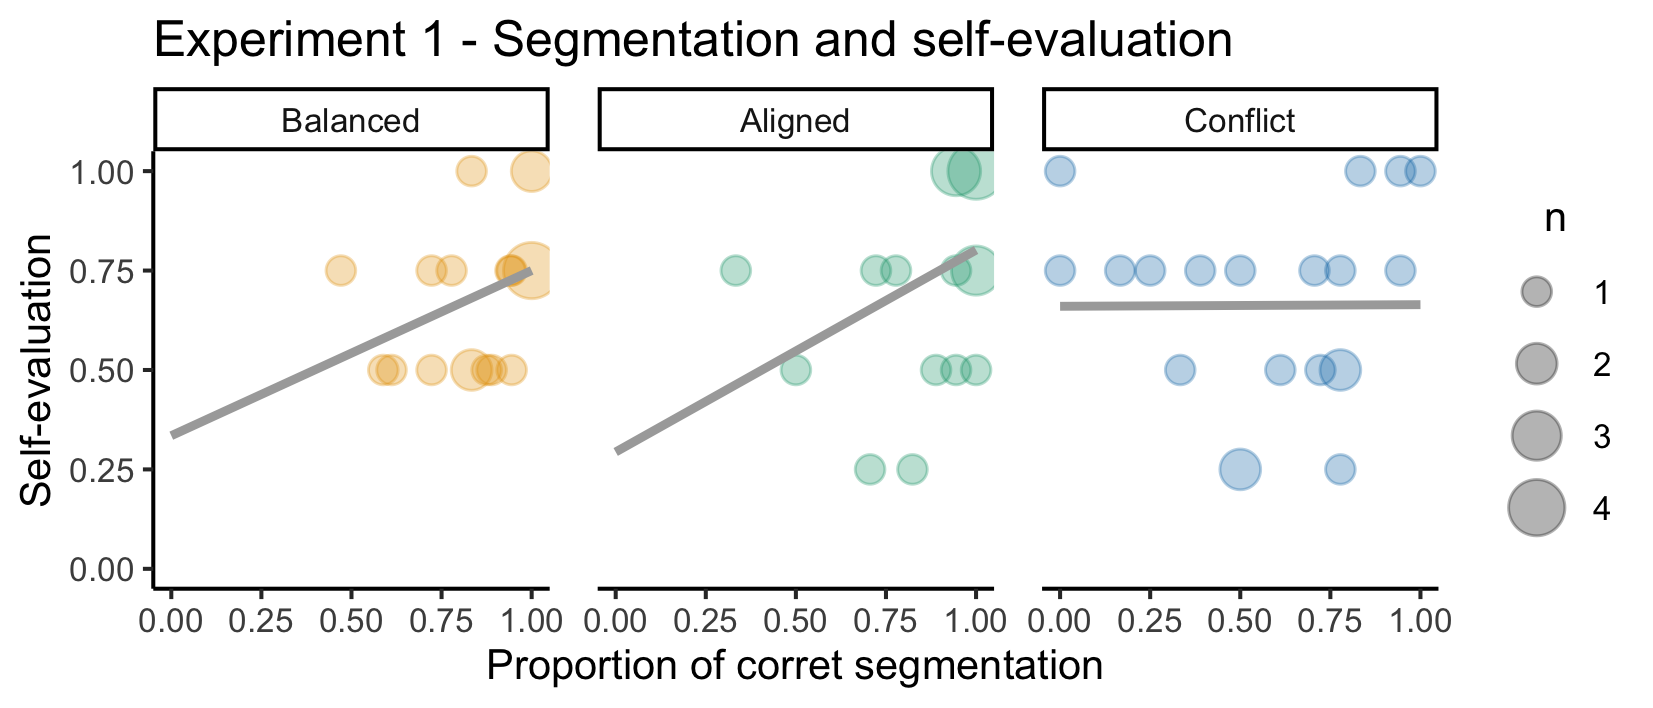 Experiment 1 - Segmentation and self-evaluation
Balanced Aligned Conflict
Self-evaluation
1.00
0.75
0.50
0.25
0.00
0.00 0.25 0.50 0.75 1.00 0.00 0.25 0.50 0.75 1.00 0.00 0.25 0.50 0.75 1.00
Proportion of corret segmentation
n
1
2
3
4